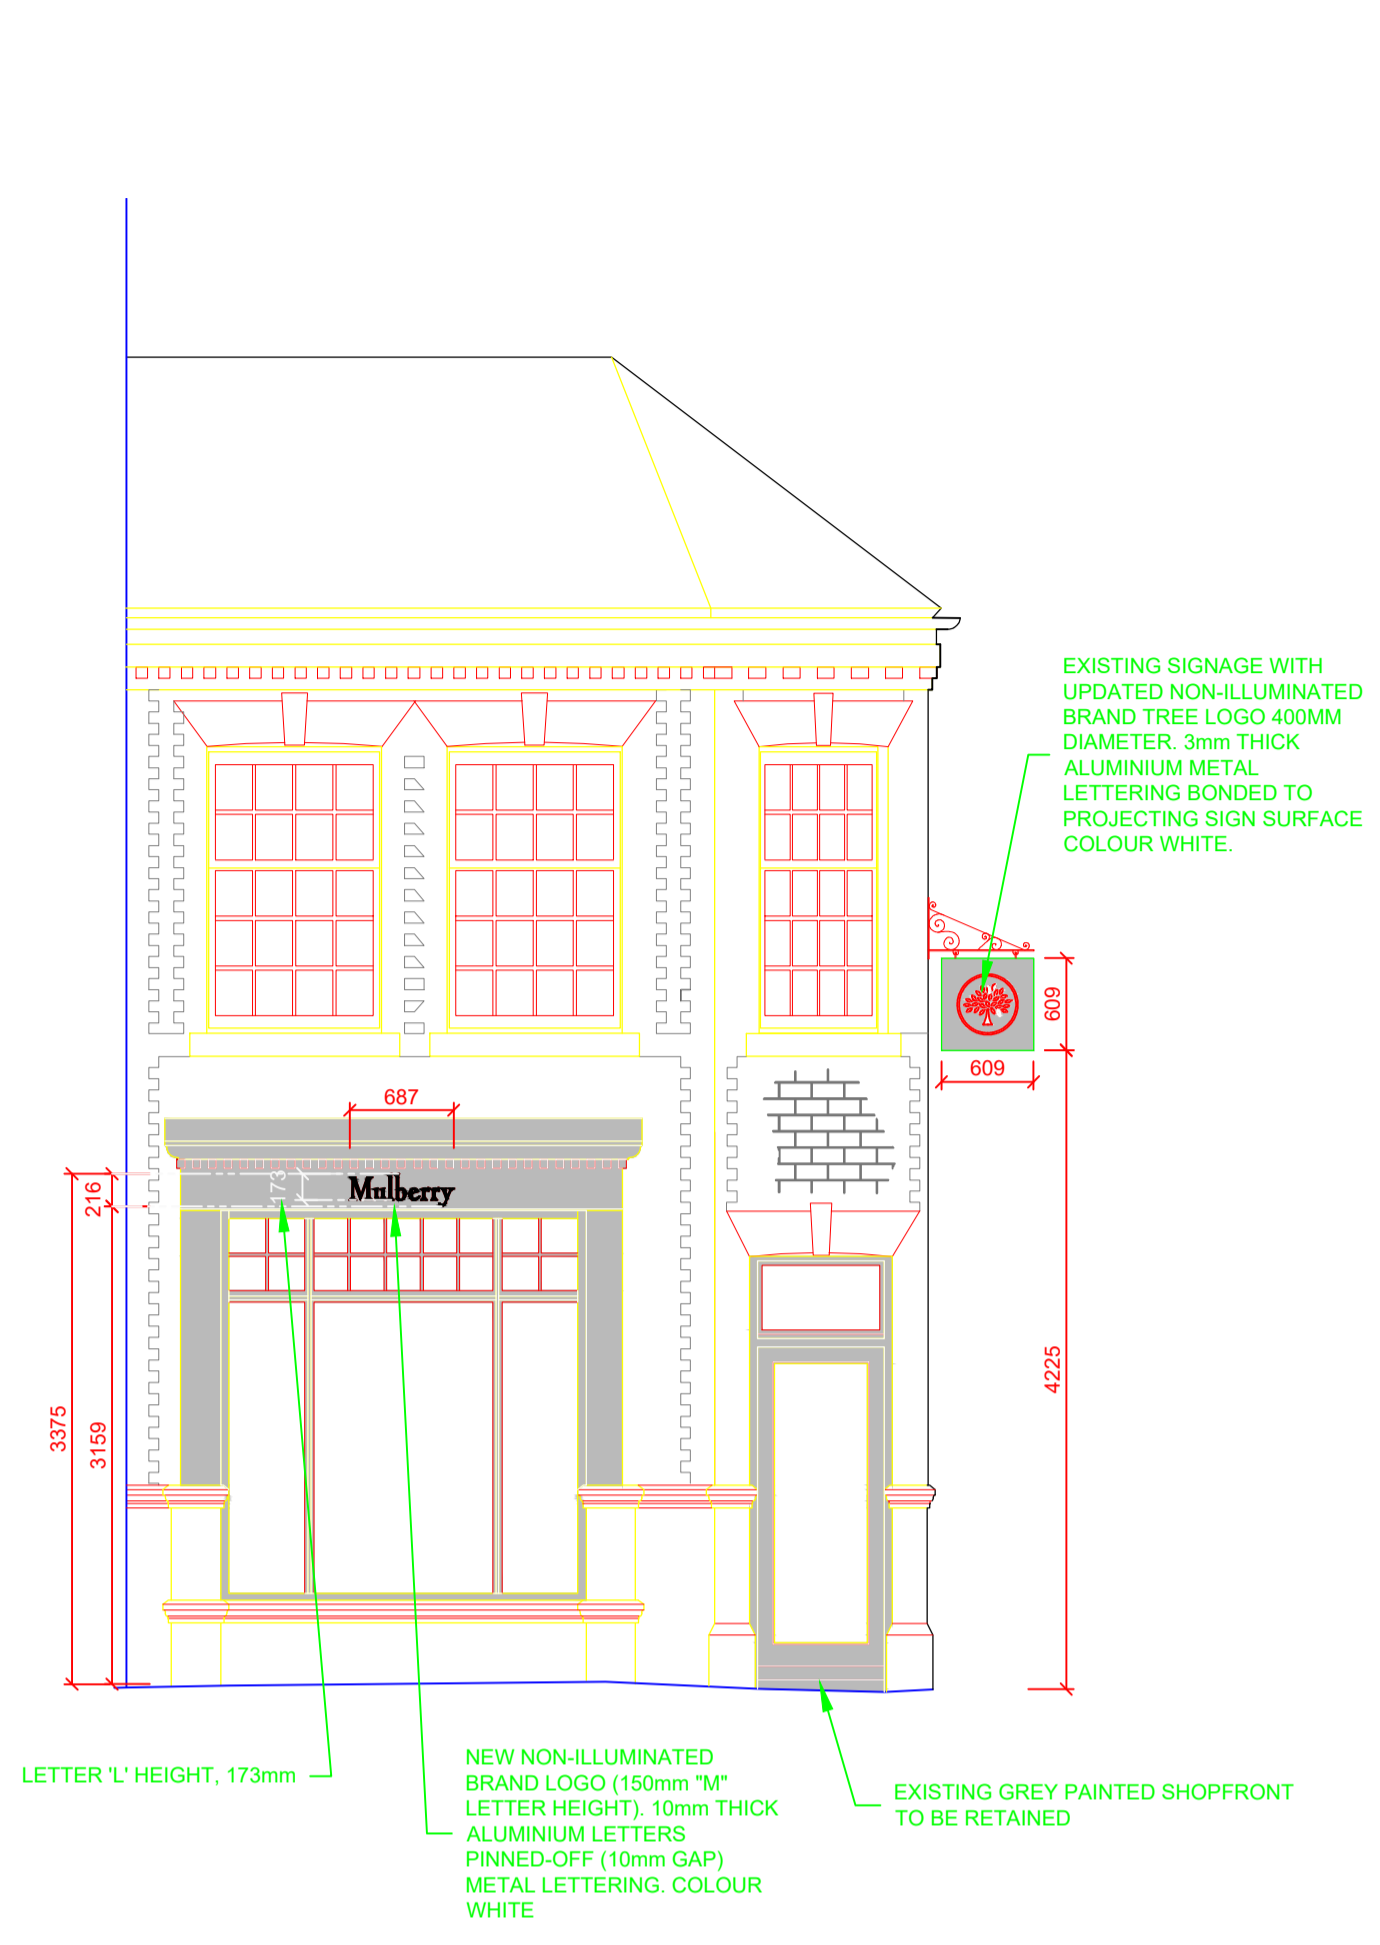 EXISTING SIGNAGE WITH
UPDATED NON-ILLUMINATED
BRAND TREE LOGO 400MM
DIAMETER. 3mm THICK
ALUMINIUM METAL
LETTERING BONDED TO
PROJECTING SIGN SURFACE
COLOUR WHITE.
609
609
687
173
216
Mulberry
3375
3159
4225
LETTER 'L' HEIGHT, 173mm
NEW NON-ILLUMINATED
BRAND LOGO (150mm "M"
LETTER HEIGHT). 10mm THICK
ALUMINIUM LETTERS
PINNED-OFF (10mm GAP)
METAL LETTERING. COLOUR
WHITE
EXISTING GREY PAINTED SHOPFRONT
TO BE RETAINED